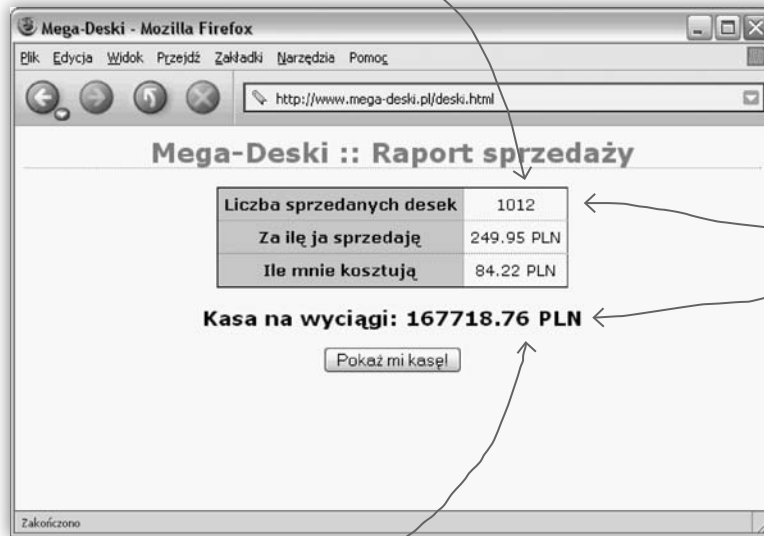 Mega-Deski - Mozilla Firefox
Plik Edycja Widok Przejdź Zakładki Narzędzia Pomoc
http://www.mega-deski.pl/deski.html
Mega-Deski :: Raport sprzedaży
Liczba sprzedanych desek 1012
Za ilę ja sprzedaję 249.95 PLN
Ile mnie kosztują 84.22 PLN
Kasa na wyciągi: 167718.76 PLN
Pokaż mi kasę!
Zakończono